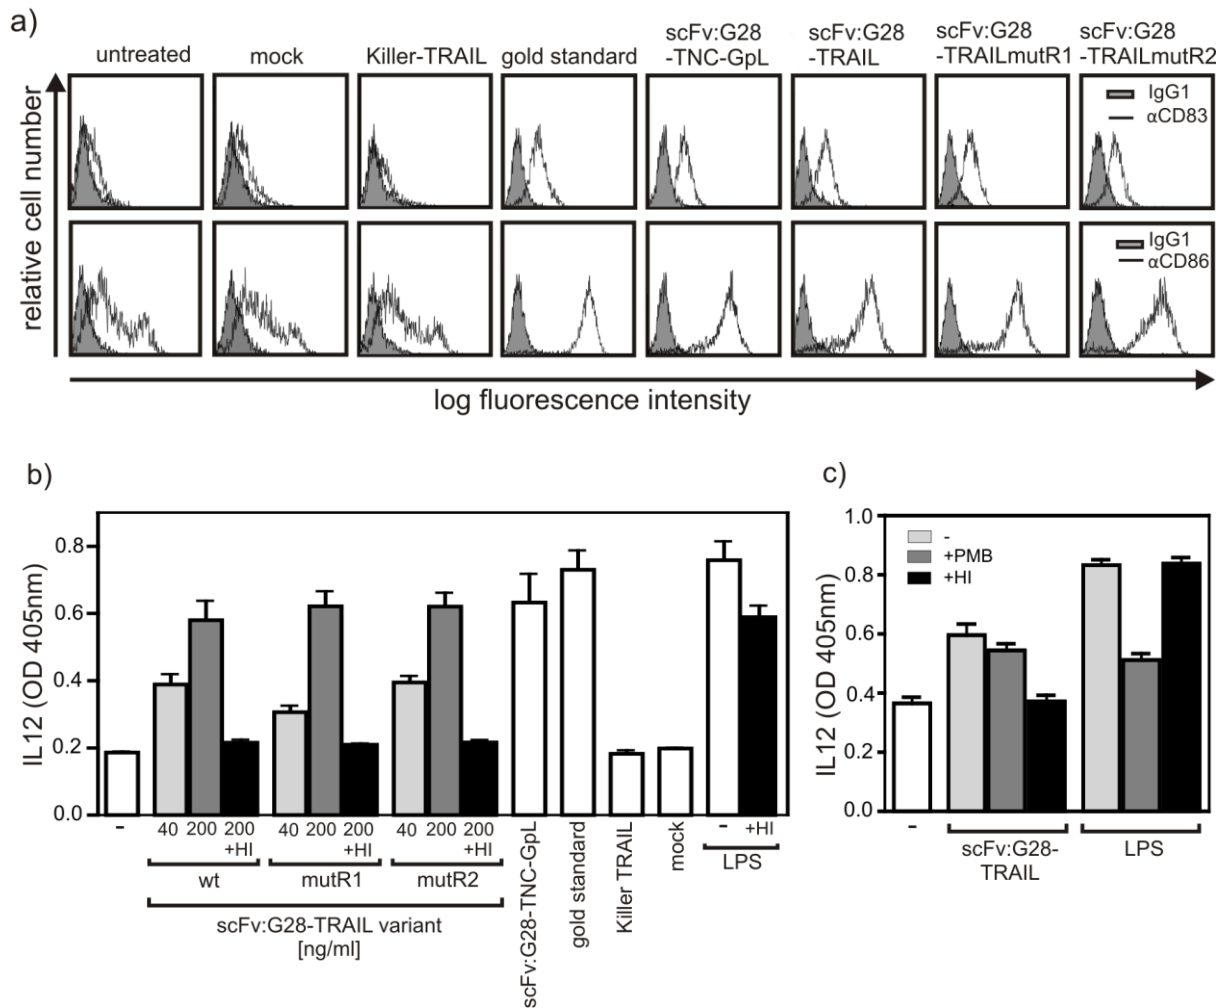 a)
untreated
mock
Killer-TRAIL
gold standard
scFv:G28
-TNC-GpL
scFv:G28
-TRAIL
scFv:G28
-TRAILmutR1
scFv:G28
-TRAILmutR2
relative cell number
IgG1
αCD83
IgG1
αCD86
log fluorescence intensity
b)
IL12 (OD 405nm)
0.8
0.6
0.4
0.2
0.0
-
40 200 200
+HI
wt
40 200 200
+HI
mutR1
40 200 200
+HI
mutR2
scFv:G28-TRAIL variant
[ng/ml]
scFv:G28-TNC-GpL
gold standard
Killer TRAIL
mock
- +HI
LPS
c)
IL12 (OD 405nm)
1.0
0.8
0.6
0.4
0.2
0.0
-
+PMB
+HI
-
scFv:G28-
TRAIL
LPS